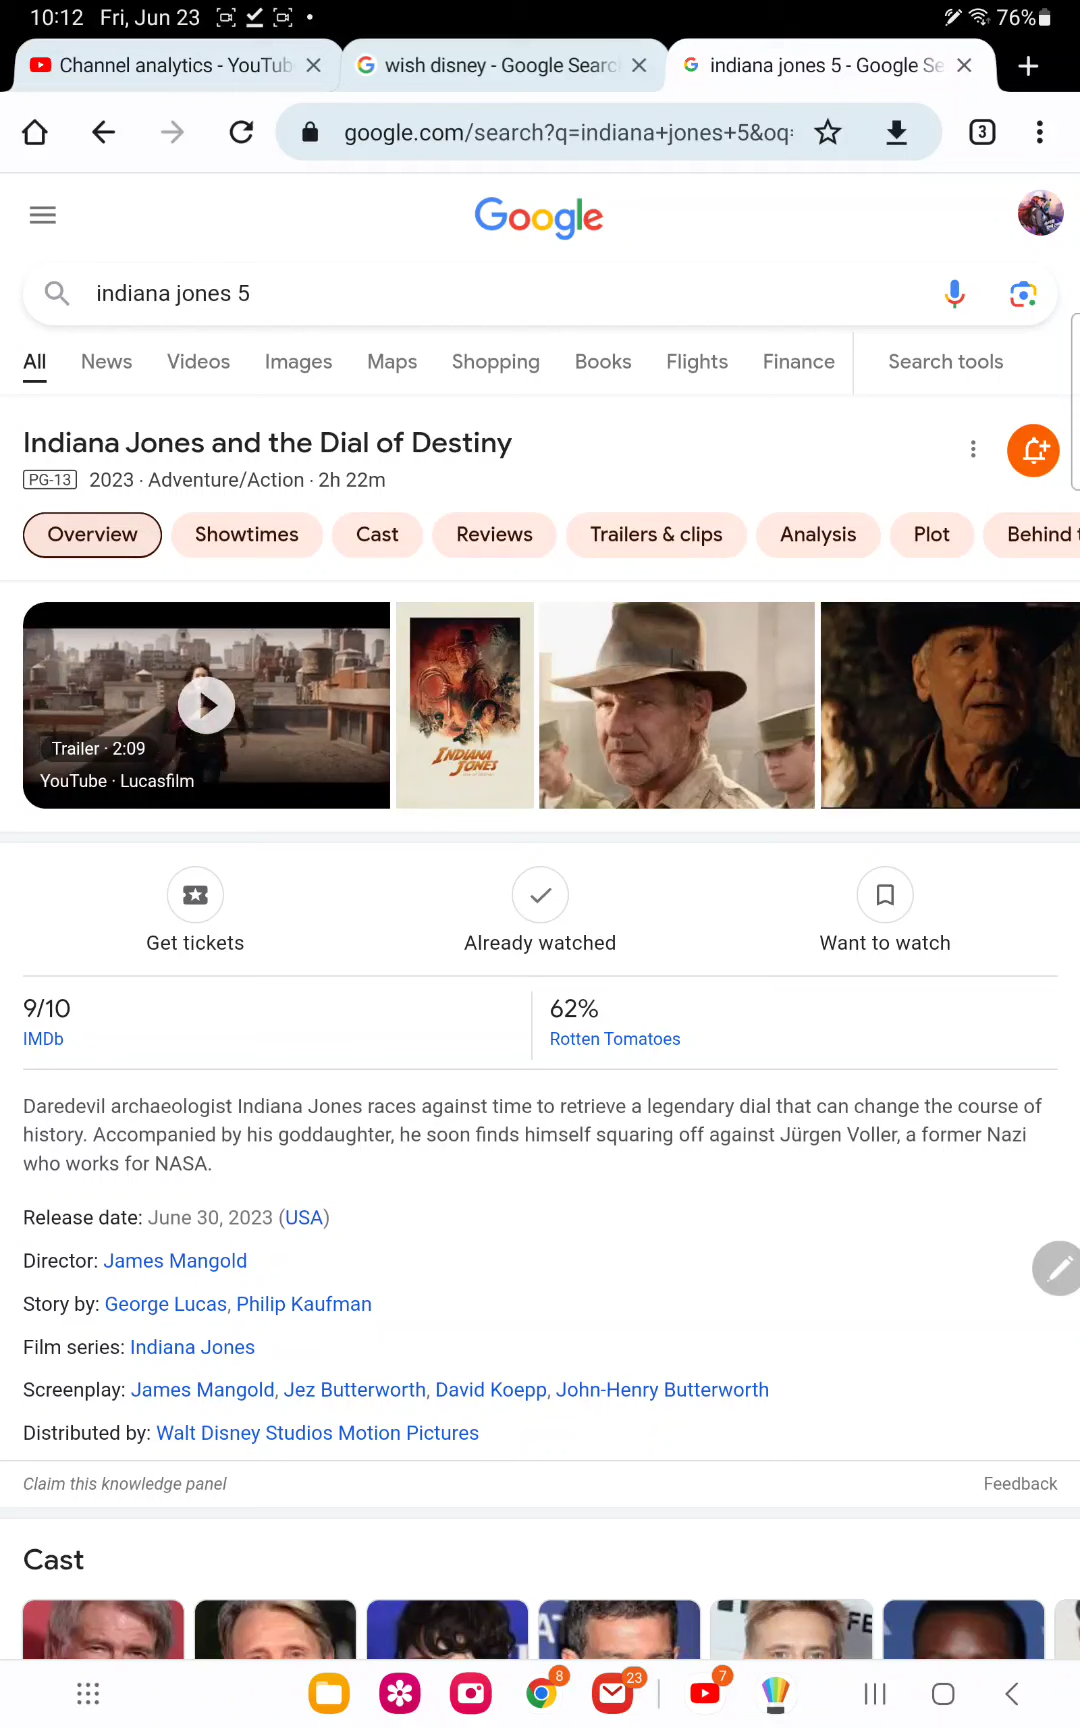 10:12 Fri, Jun 23
76%
Channel analytics - YouTub
wish disney - Google Searc
indiana jones 5 - Google Se
google.com/search?q=indiana+jones+5&oq=
3
Google
indiana jones 5
All News Videos Images Maps Shopping Books Flights Finance Search tools
Indiana Jones and the Dial of Destiny
PG-13 2023 · Adventure/Action · 2h 22m
Overview Showtimes Cast Reviews Trailers & clips Analysis Plot Behind
Trailer · 2:09
YouTube · Lucasfilm
INDIANA
JONES
Get tickets Already watched Want to watch
9/10 62%
IMDb Rotten Tomatoes
Daredevil archaeologist Indiana Jones races against time to retrieve a legendary dial that can change the course of
history. Accompanied by his goddaughter, he soon finds himself squaring off against Jürgen Voller, a former Nazi
who works for NASA.
Release date: June 30, 2023 (USA)
Director: James Mangold
Story by: George Lucas, Philip Kaufman
Film series: Indiana Jones
Screenplay: James Mangold, Jez Butterworth, David Koepp, John-Henry Butterworth
Distributed by: Walt Disney Studios Motion Pictures
Claim this knowledge panel Feedback
Cast
8 23 7